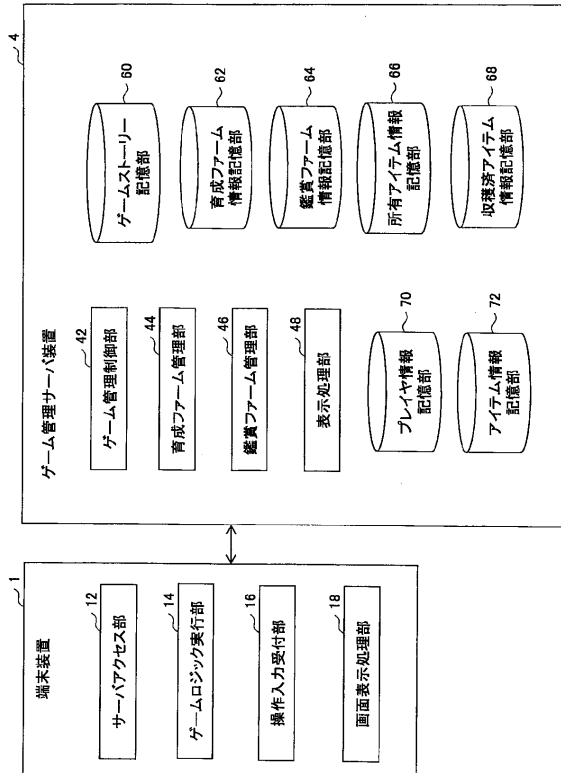 1
端末装置
12
サーバアクセス部
14
ゲームロジック実行部
16
操作入力受付部
18
画面表示処理部
4
ゲーム管理サーバ装置
42
ゲーム管理制御部
44
育成ファーム管理部
46
鑑賞ファーム管理部
48
表示処理部
70
プレイヤ情報
記憶部
72
アイテム情報
記憶部
60
ゲームストーリー
記憶部
62
育成ファーム
情報記憶部
64
鑑賞ファーム
情報記憶部
66
所有アイテム情報
記憶部
68
収穫済アイテム
情報記憶部